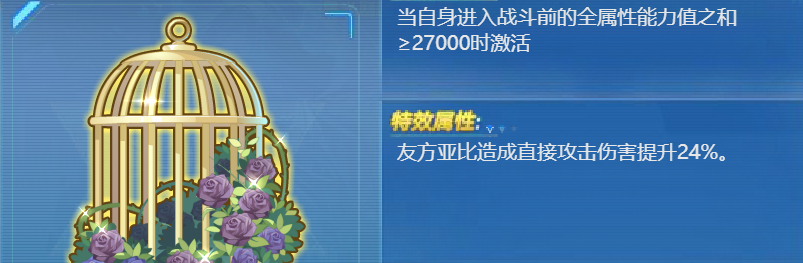 当自身进入战斗前的全属性能力值之和
≥27000时激活
特效属性:
友方亚比造成直接攻击伤害提升24%。